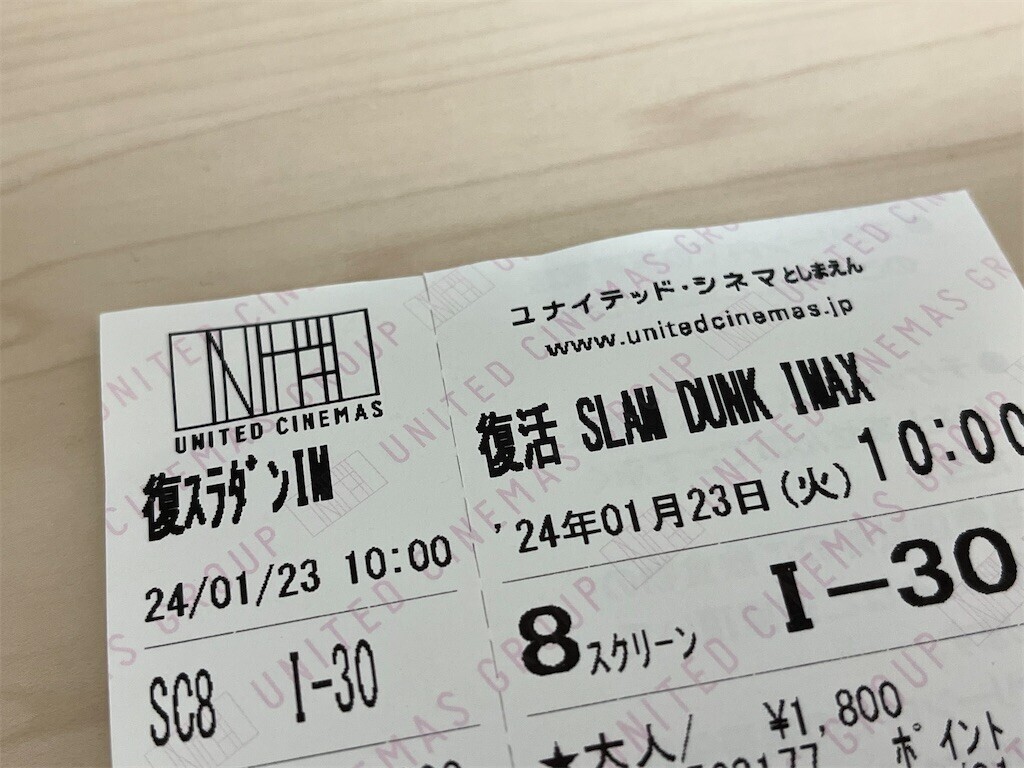 UNITED CINEMAS
復スラダンIM
24/01/23 10:00
SC8 I-30
ユナイテッド・シネマとしまえん
www.unitedcinemas.jp
復活 SLAM DUNK IMAX
'24年01月23日(火) 10:00
8スクリーン I-30
★大人/ ¥1,800
ポイント
UNITED CINEMAS GROUP